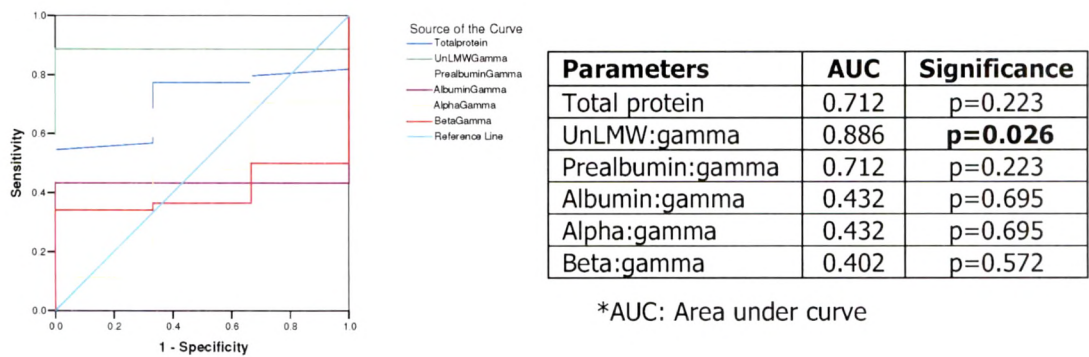 Source of the Curve
Totalprotein
UnLMWGamma
PrealbuminGamma
AlbuminGamma
AlphaGamma
BetaGamma
Reference Line
Sensitivity
1.0
0.8
0.6
0.4
0.2
0.0
0.0 0.2 0.4 0.6 0.8 1.0
1 - Specificity
Parameters AUC Significance
Total protein 0.712 p=0.223
UnLMW:gamma 0.886 p=0.026
Prealbumin:gamma 0.712 p=0.223
Albumin:gamma 0.432 p=0.695
Alpha:gamma 0.432 p=0.695
Beta:gamma 0.402 p=0.572
*AUC: Area under curve